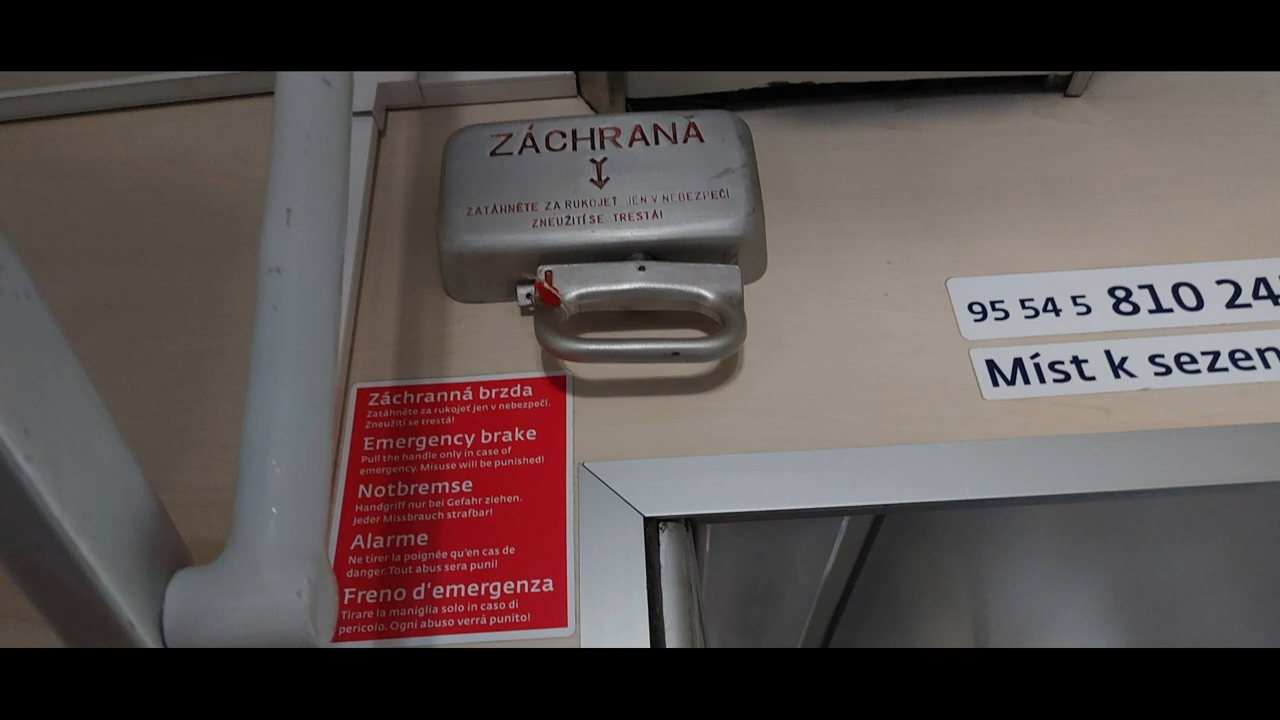 ZÁCHRANÁ
ZATÁHNĚTE ZA RUKOJEŤ JEN V NEBEZPEČÍ
ZNEUŽITÍ SE TRESTÁ!
95 54 5 810 24
Míst k sezen
Záchranná brzda
Zatáhněte za rukojeť jen v nebezpečí.
Zneužití se trestá!
Emergency brake
Pull the handle only in case of
emergency. Misuse will be punished!
Notbremse
Handgriff nur bei Gefahr ziehen.
Jeder Missbrauch strafbar!
Alarme
Ne tirer la poignée qu'en cas de
danger. Tout abus sera puni!
Freno d'emergenza
Tirare la maniglia solo in caso di
pericolo. Ogni abuso verrà punito!